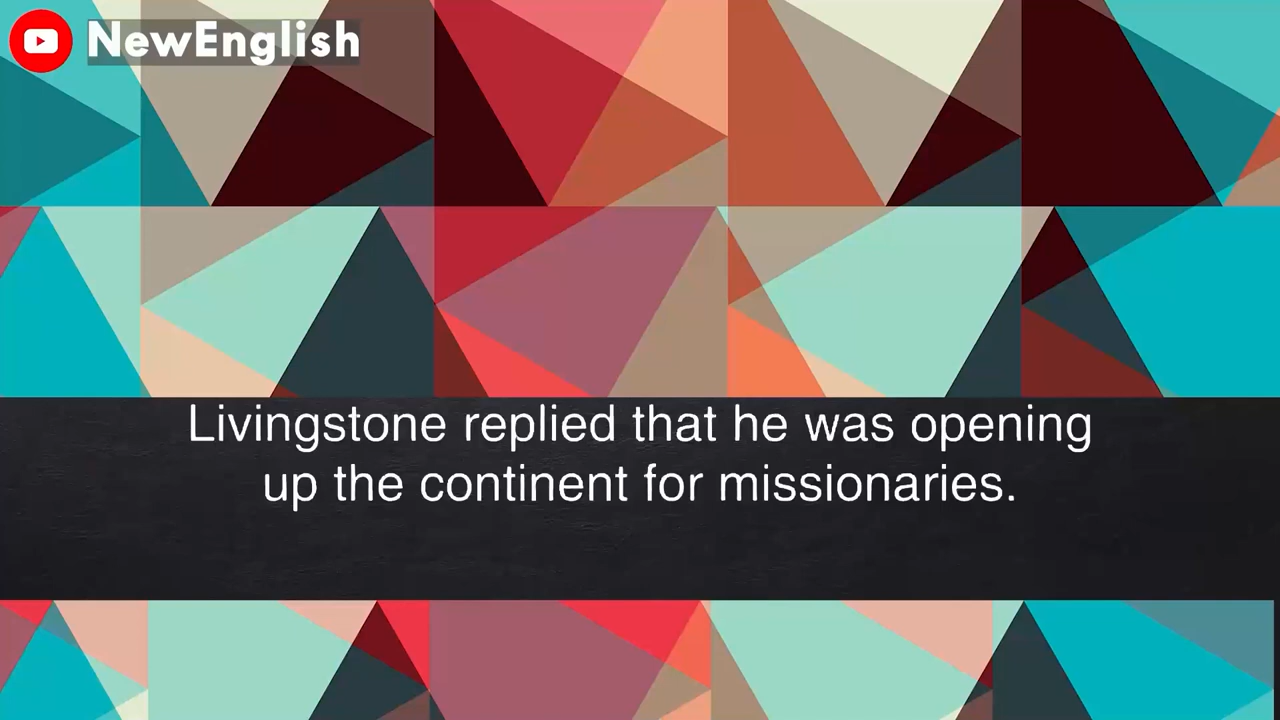 NewEnglish
Livingstone replied that he was opening
up the continent for missionaries.